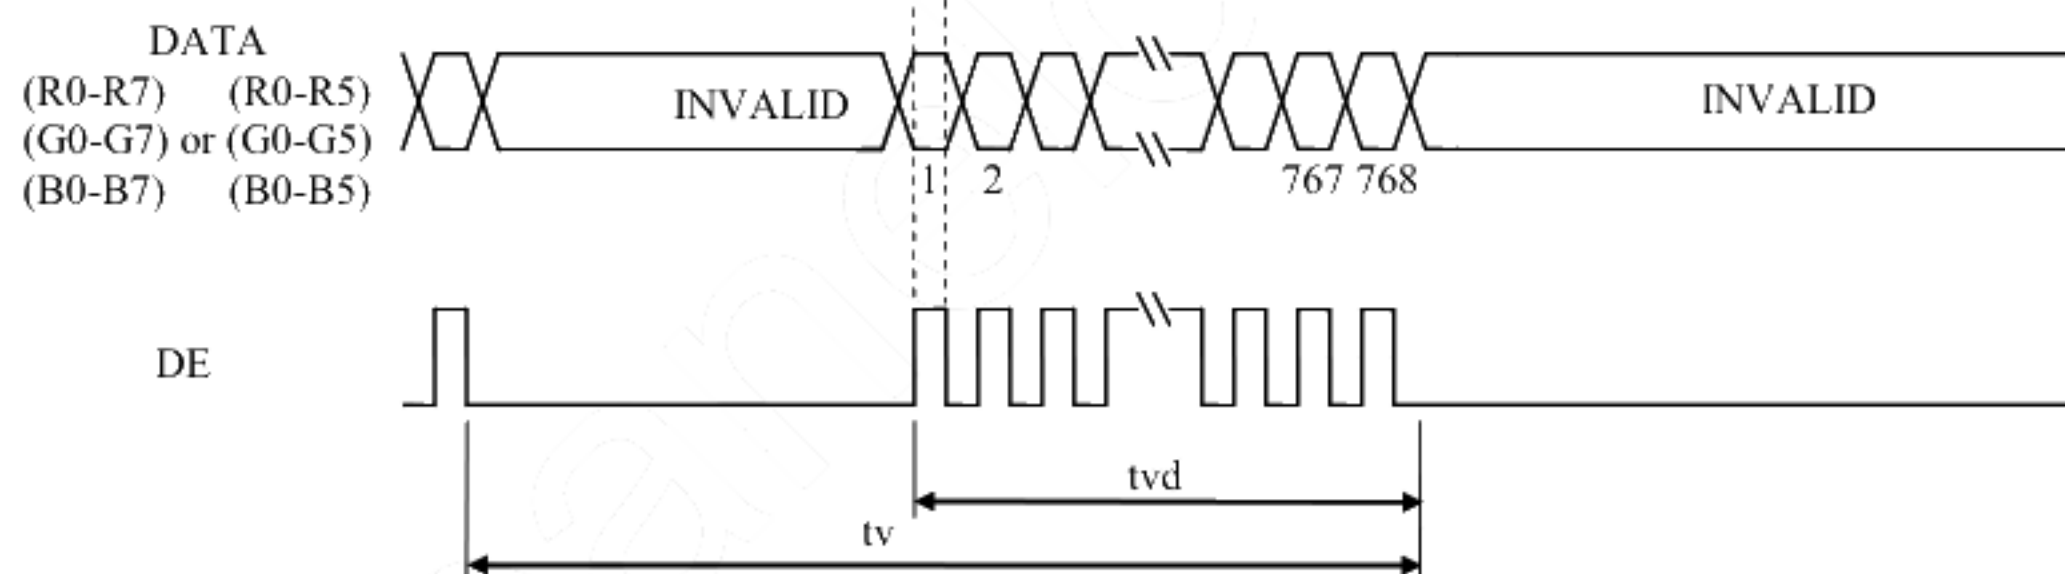 DATA
(R0-R7) (R0-R5)
(G0-G7) or (G0-G5)
(B0-B7) (B0-B5)
INVALID
INVALID
1 2 767 768
DE
tvd
tv